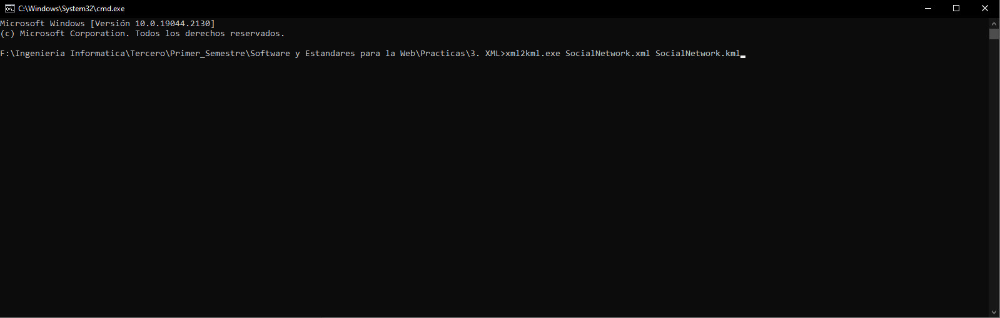 C:\Windows\System32\cmd.exe
Microsoft Windows [Versión 10.0.19044.2130]
(c) Microsoft Corporation. Todos los derechos reservados.
F:\Ingenieria Informatica\Tercero\Primer_Semestre\Software y Estandares para la Web\Practicas\3. XML>xml2kml.exe SocialNetwork.xml SocialNetwork.kml